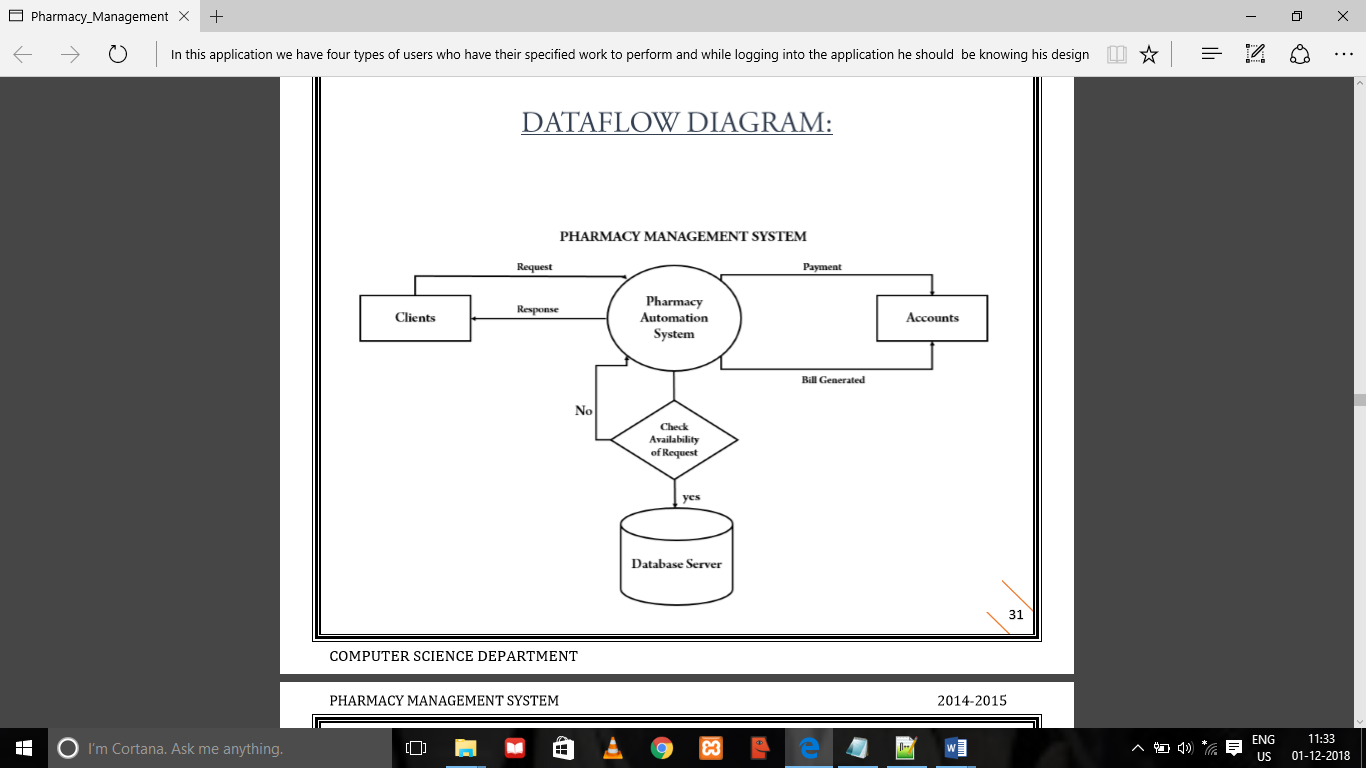 Pharmacy_Management
In this application we have four types of users who have their specified work to perform and while logging into the application he should  be knowing his design
DATAFLOW DIAGRAM:
PHARMACY MANAGEMENT SYSTEM
Request
Payment
Clients
Response
Pharmacy
Automation
System
Accounts
Bill Generated
No
Check
Availability
of Request
yes
Database Server
31
COMPUTER SCIENCE DEPARTMENT
PHARMACY MANAGEMENT SYSTEM 2014-2015
I'm Cortana. Ask me anything.
ENG
US
11:33
01-12-2018